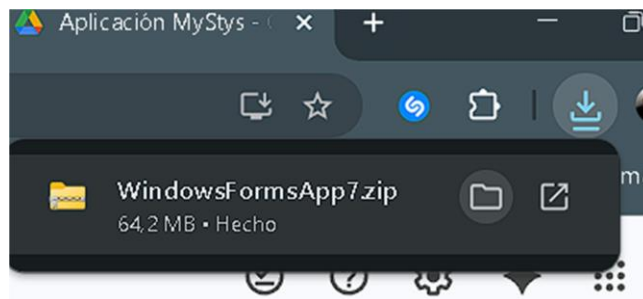 Aplicación MyStys -
WindowsFormsApp7.zip
64,2 MB • Hecho